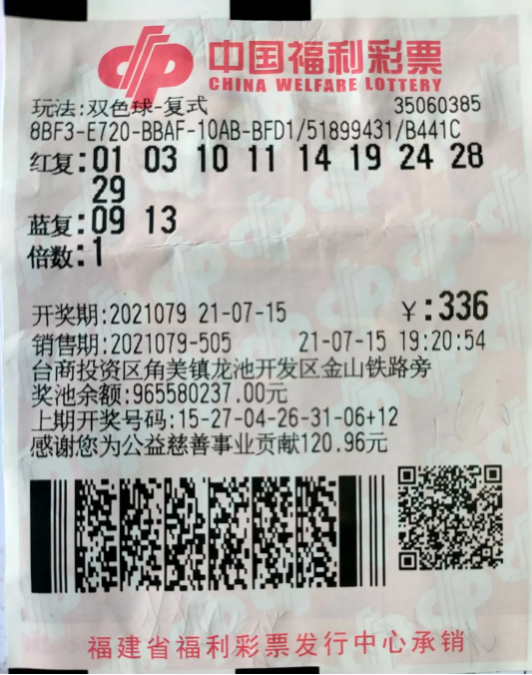 中国福利彩票
CHINA WELFARE LOTTERY
玩法:双色球-复式 35060385
8BF3-E720-BBAF-10AB-BFD1/51899431/B441C
红复:01 03 10 11 14 19 24 28
29
蓝复:09 13
倍数:1
开奖期:2021079 21-07-15 ¥:336
销售期:2021079-505 21-07-15 19:20:54
台商投资区角美镇龙池开发区金山铁路旁
奖池余额:965580237.00元
上期开奖号码:15-27-04-26-31-06+12
感谢您为公益慈善事业贡献120.96元
福建省福利彩票发行中心承销